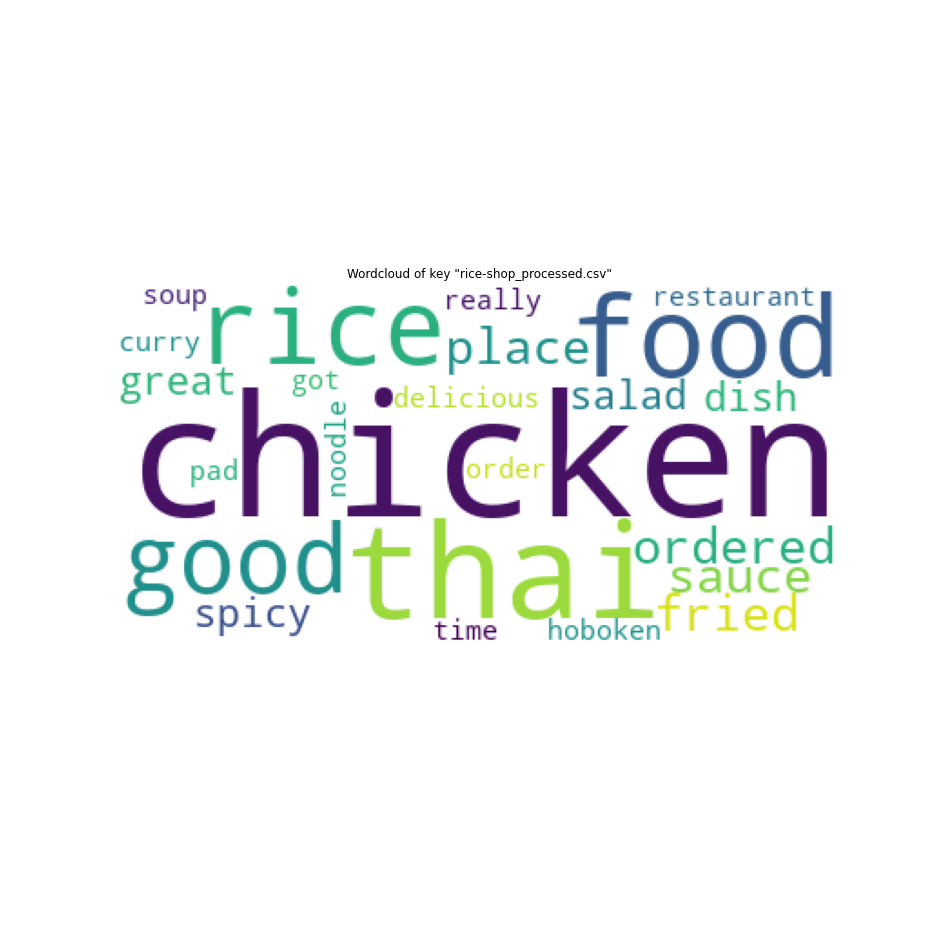 Wordcloud of key "rice-shop_processed.csv"
soup
rice
really
food
restaurant
curry
place
great
got
delicious
salad
dish
chicken
pad
noodle
order
good
thai
ordered
sauce
spicy
fried
time
hoboken